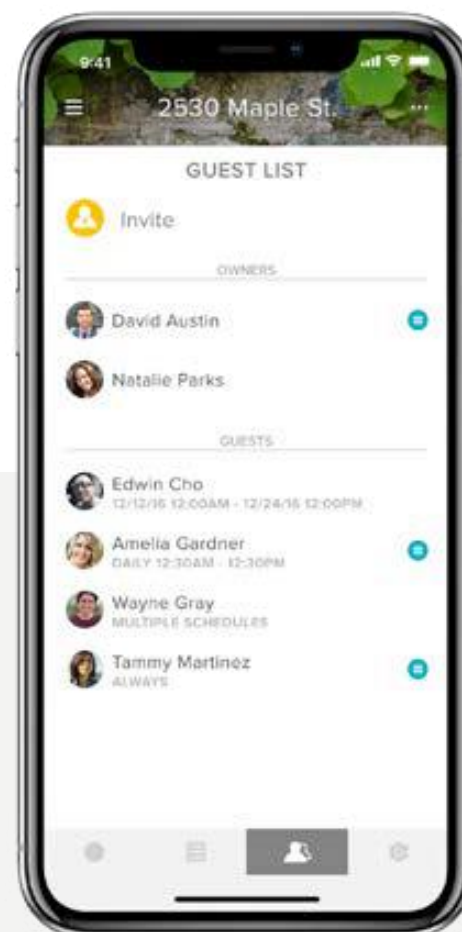 9:41
2530 Maple St.
GUEST LIST
Invite
OWNERS
David Austin
Natalie Parks
GUESTS
Edwin Cho
12/12/16 12:00AM - 12/24/16 12:00PM
Amelia Gardner
DAILY 12:30AM - 12:30PM
Wayne Gray
MULTIPLE SCHEDULES
Tammy Martinez
ALWAYS